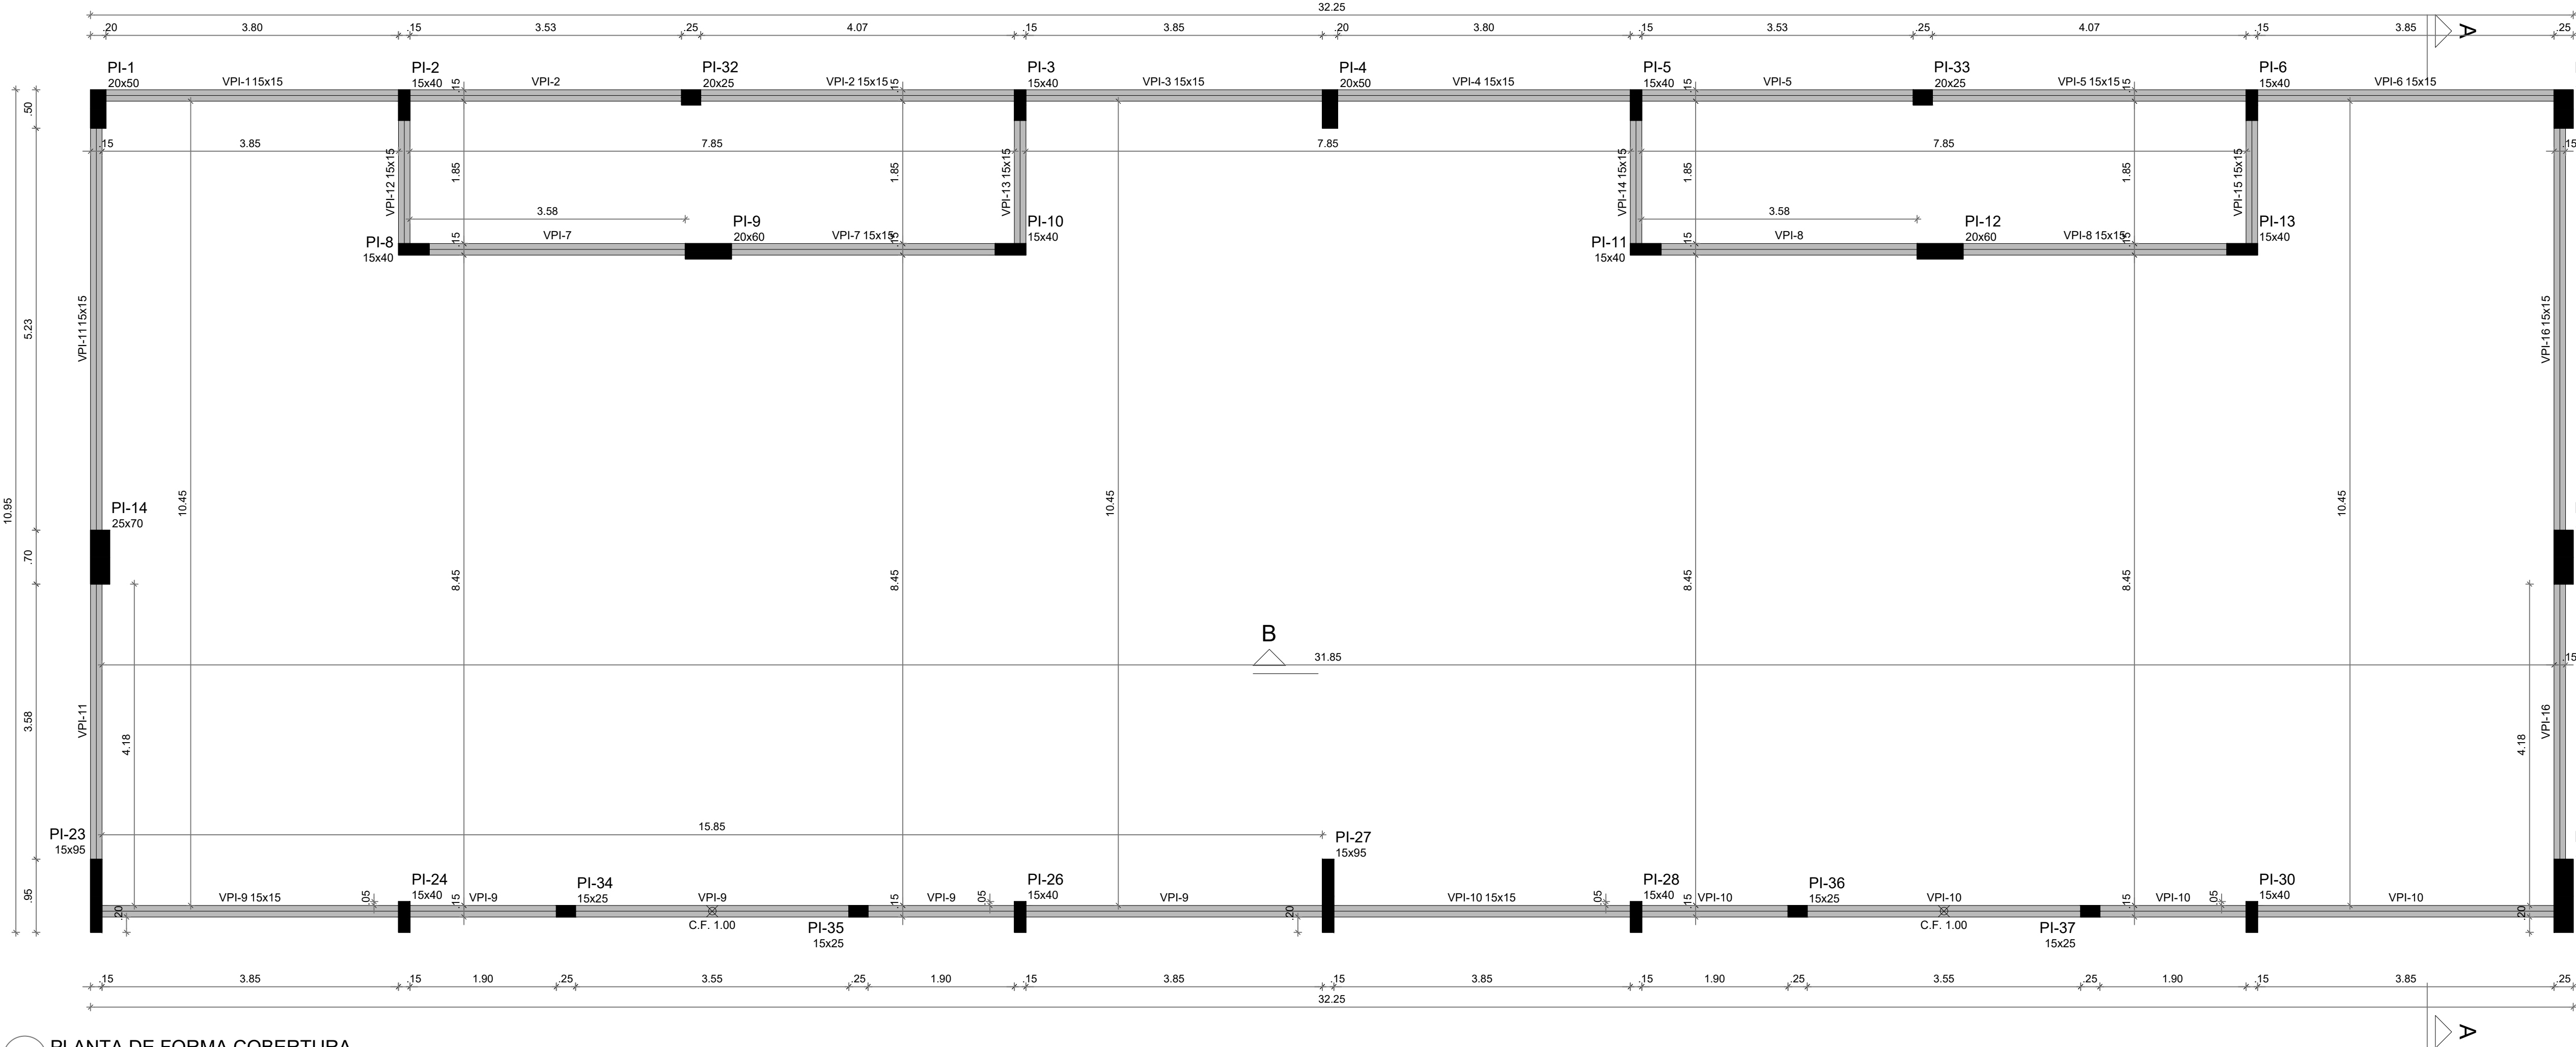 32.25
.20 3.80 .15 3.53 .25 4.07 .15 3.85 .20 3.80 .15 3.53 .25 4.07 .15 3.85 .25
A
PI-1 PI-2 PI-32 PI-3 PI-4 PI-5 PI-33 PI-6
20x50 VPI-1 15x15 15x40 .15 VPI-2 20x25 VPI-2 15x15 .15 15x40 VPI-3 15x15 20x50 VPI-4 15x15 15x40 .15 VPI-5 20x25 VPI-5 15x15 .15 15x40 VPI-6 15x15
.50
.15 3.85 7.85 7.85 7.85 .15
VPI-12 15x15 1.85 1.85 VPI-13 15x15 VPI-14 15x15 1.85 1.85 VPI-15 15x15
3.58 3.58
PI-9 PI-10 PI-12 PI-13
20x60 15x40 20x60 15x40
PI-8 .15 VPI-7 VPI-7 15x15 .15 PI-11 .15 VPI-8 VPI-8 15x15 .15
15x40 15x40
5.23 VPI-11 15x15 VPI-16 15x15
10.95 10.45 10.45 10.45
PI-14
25x70
.70 8.45 8.45 8.45 8.45
B
31.85 .15
3.58 VPI-11 4.18 4.18 VPI-16
15.85
PI-23 PI-27
15x95 15x95
PI-24 PI-34 PI-26 PI-28 PI-36 PI-30
15x40 15x25 15x40 15x40 15x25 15x40
.95 VPI-9 15x15 .05 .15 VPI-9 VPI-9 .15 VPI-9 .05 VPI-9 VPI-10 15x15 .05 .15 VPI-10 VPI-10 .15 VPI-10 .05 VPI-10
.20 .20 .20
C.F. 1.00 PI-35 C.F. 1.00 PI-37
15x25 15x25
.15 3.85 .15 1.90 .25 3.55 .25 1.90 .15 3.85 .15 3.85 .15 1.90 .25 3.55 .25 1.90 .15 3.85 .25
32.25
A
PLANTA DE FORMA COBERTURA